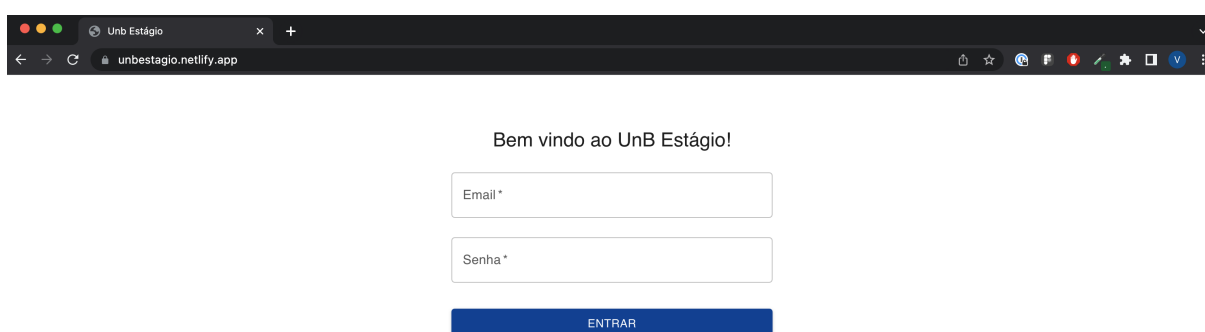 Unb Estágio
unbestagio.netlify.app
V
Bem vindo ao UnB Estágio!
Email *
Senha *
ENTRAR